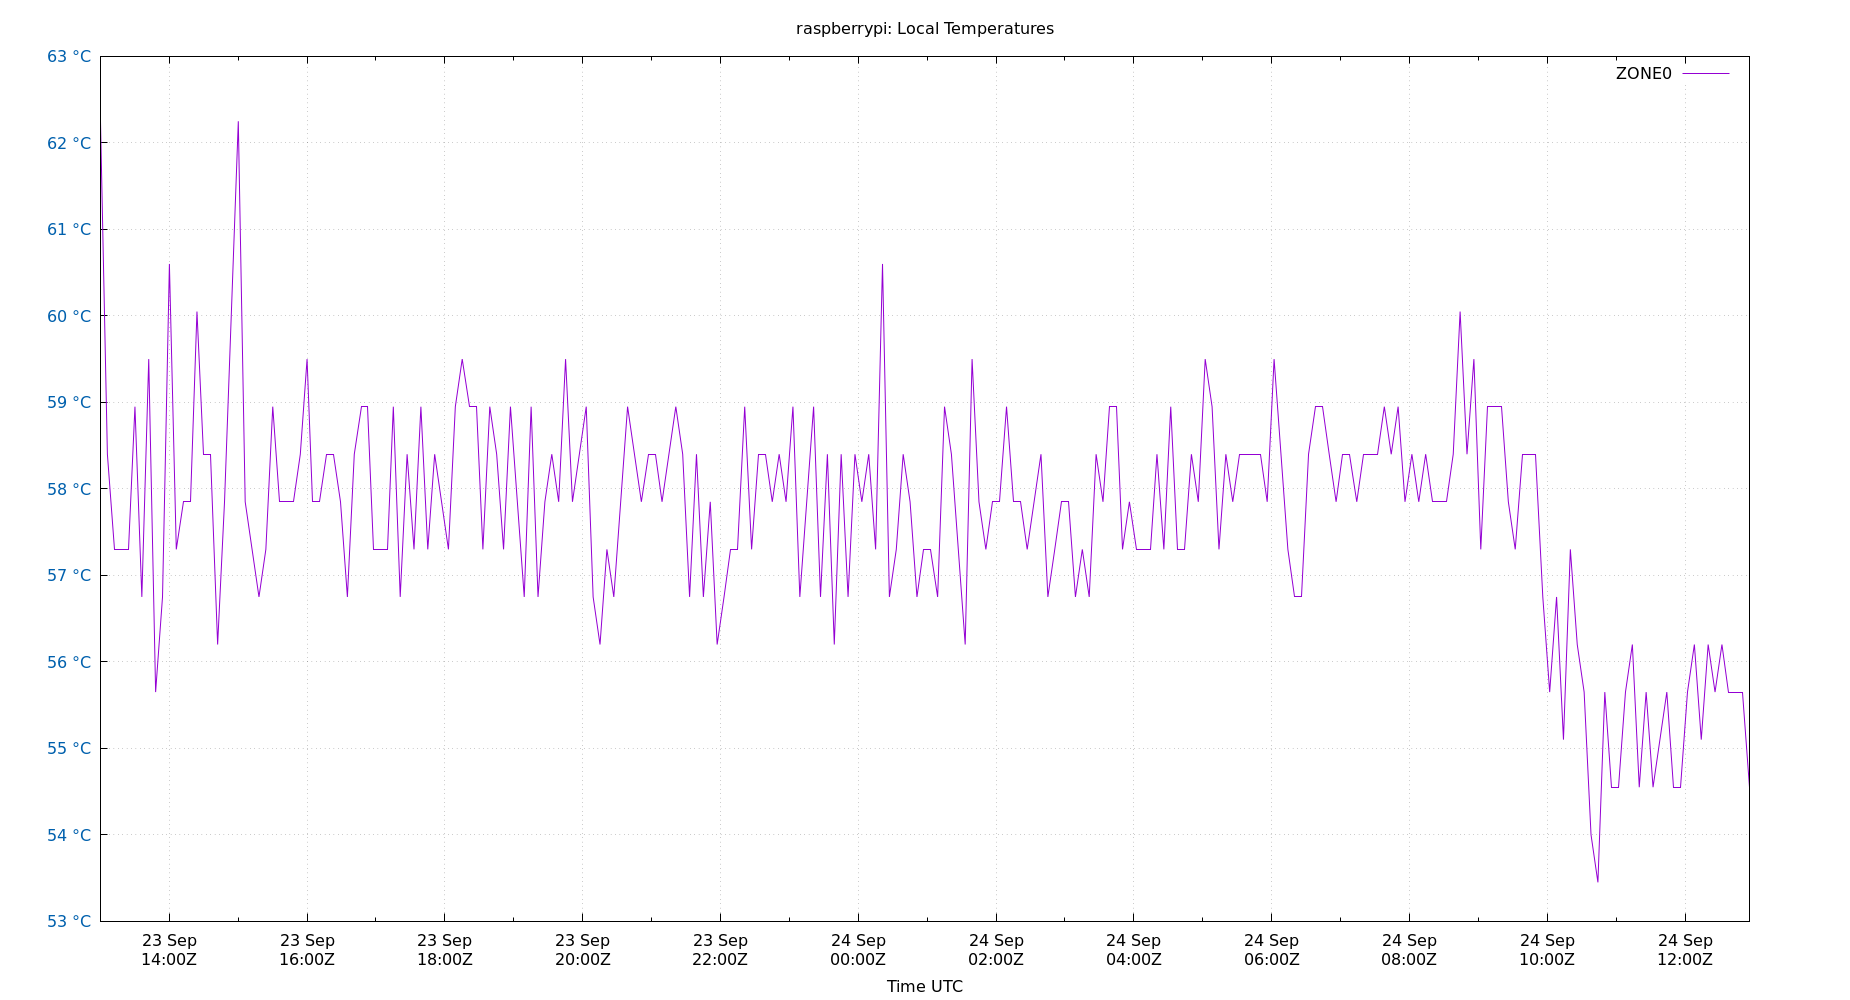 raspberrypi: Local Temperatures
63 °C
62 °C
61 °C
60 °C
59 °C
58 °C
57 °C
56 °C
55 °C
54 °C
53 °C
ZONE0
23 Sep 23 Sep 23 Sep 23 Sep 23 Sep 24 Sep 24 Sep 24 Sep 24 Sep 24 Sep 24 Sep 24 Sep
14:00Z 16:00Z 18:00Z 20:00Z 22:00Z 00:00Z 02:00Z 04:00Z 06:00Z 08:00Z 10:00Z 12:00Z
Time UTC